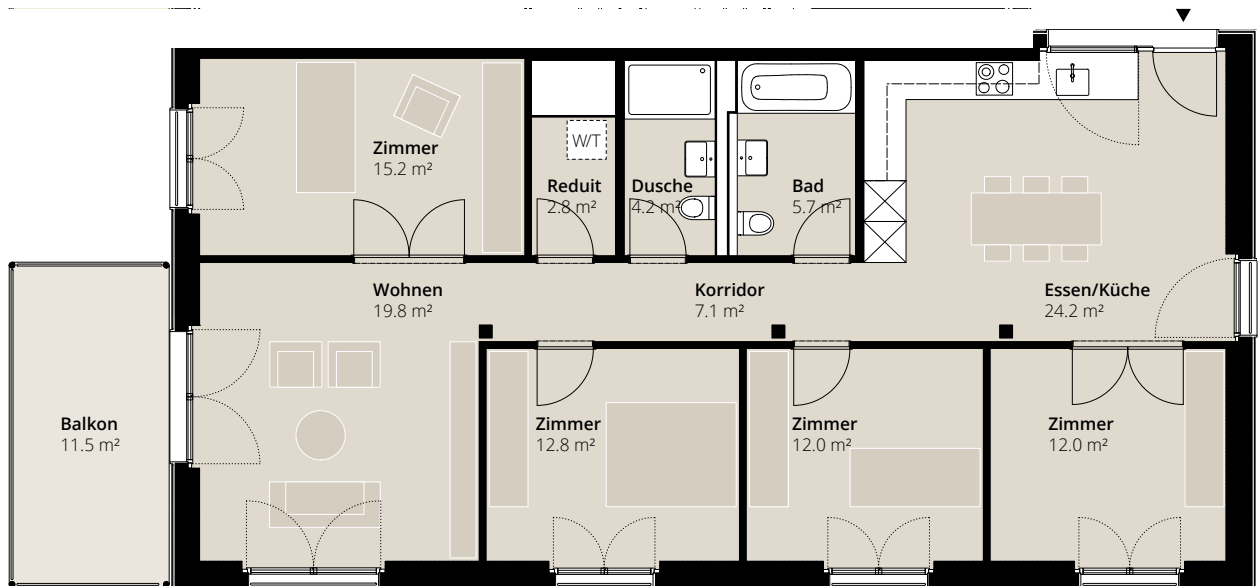 Zimmer
15.2 m²
W/T
Reduit
2.8 m²
Dusche
4.2 m²
Bad
5.7 m²
Wohnen
19.8 m²
Korridor
7.1 m²
Essen/Küche
24.2 m²
Balkon
11.5 m²
Zimmer
12.8 m²
Zimmer
12.0 m²
Zimmer
12.0 m²